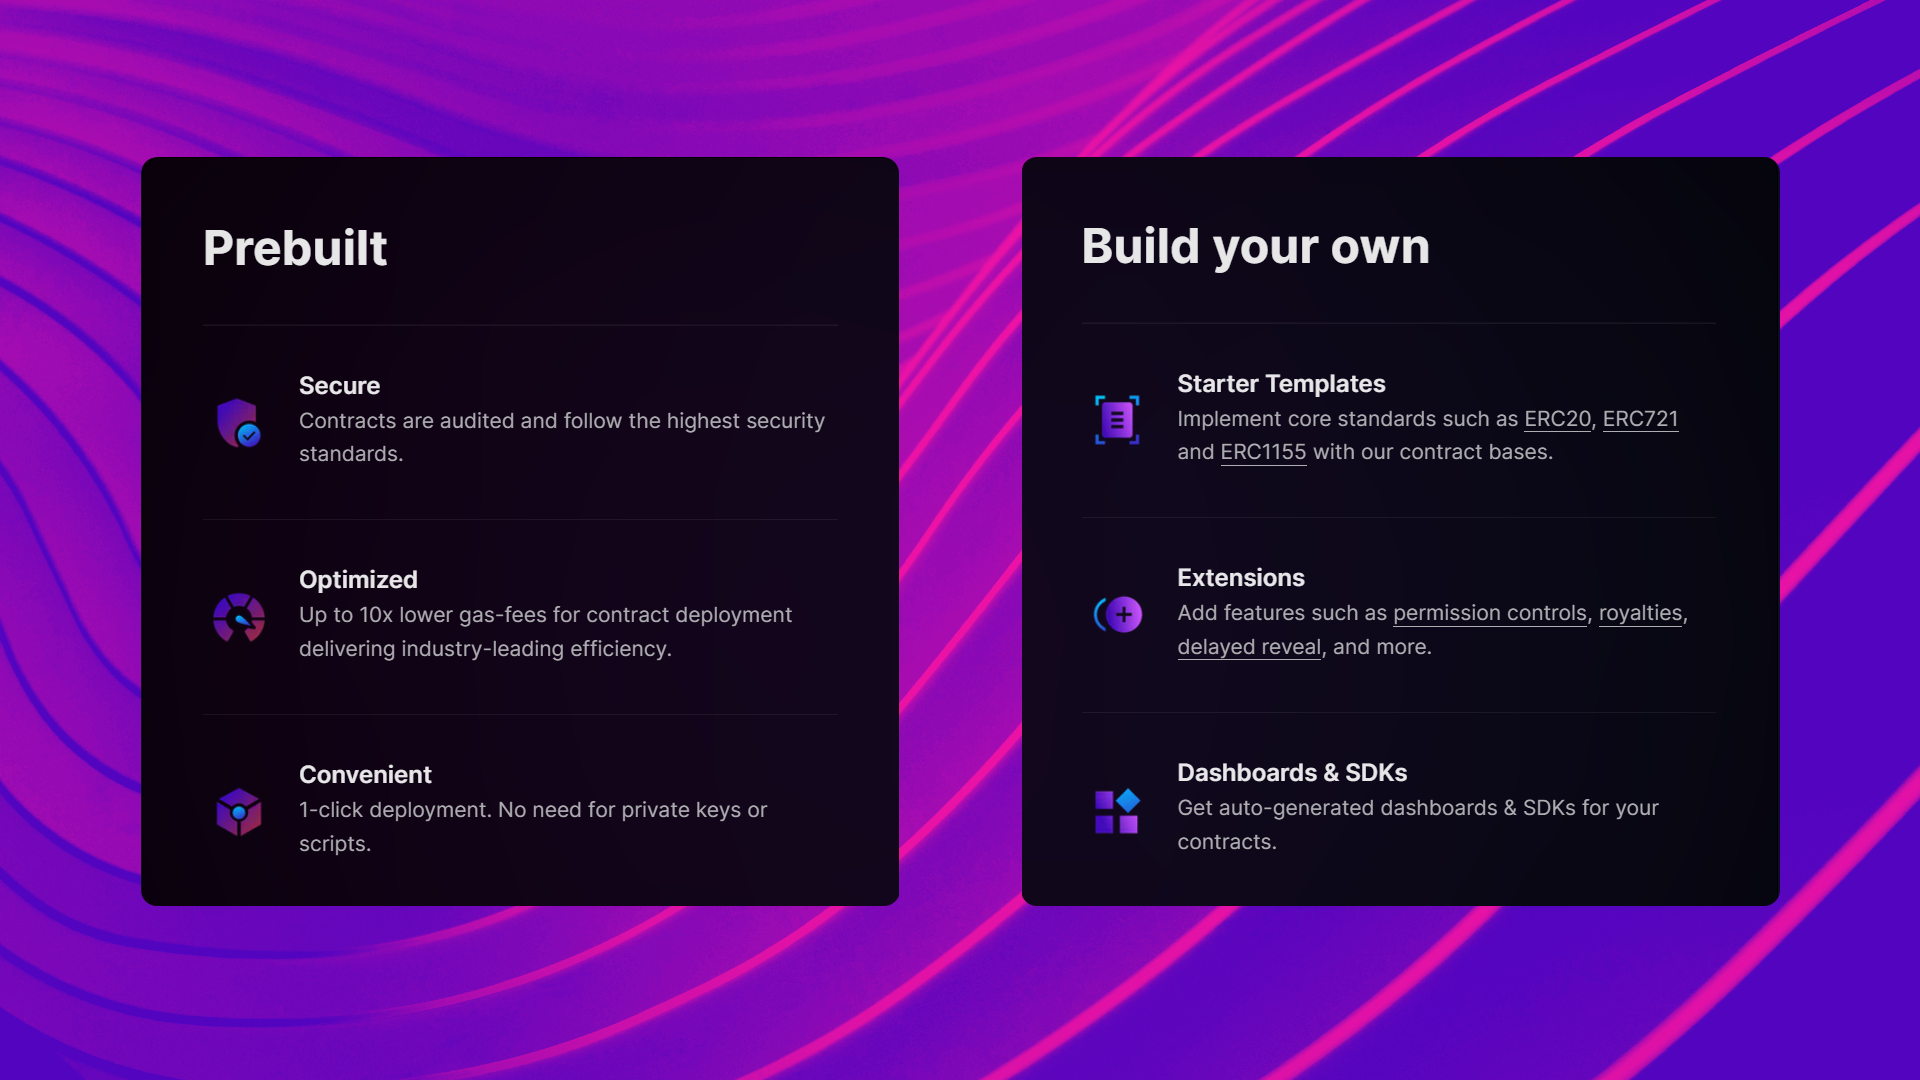 Prebuilt
Secure
Contracts are audited and follow the highest security
standards.
Optimized
Up to 10x lower gas-fees for contract deployment
delivering industry-leading efficiency.
Convenient
1-click deployment. No need for private keys or
scripts.
Build your own
Starter Templates
Implement core standards such as ERC20, ERC721
and ERC1155 with our contract bases.
Extensions
Add features such as permission controls, royalties,
delayed reveal, and more.
Dashboards & SDKs
Get auto-generated dashboards & SDKs for your
contracts.